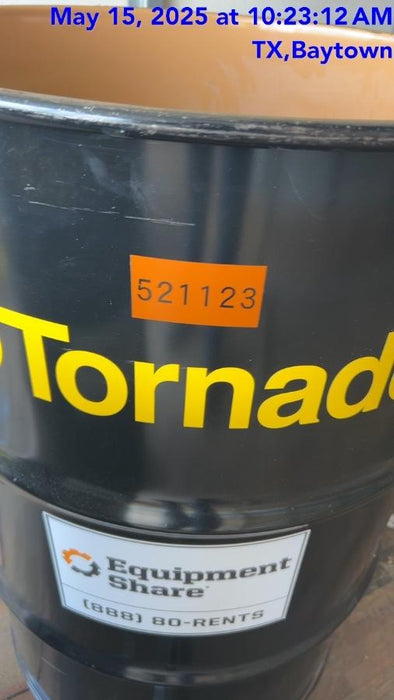 May 15, 2025 at 10:23:12 AM
TX,Baytown
521123
Tornad
Equipment
Share
(888) 80-RENTS